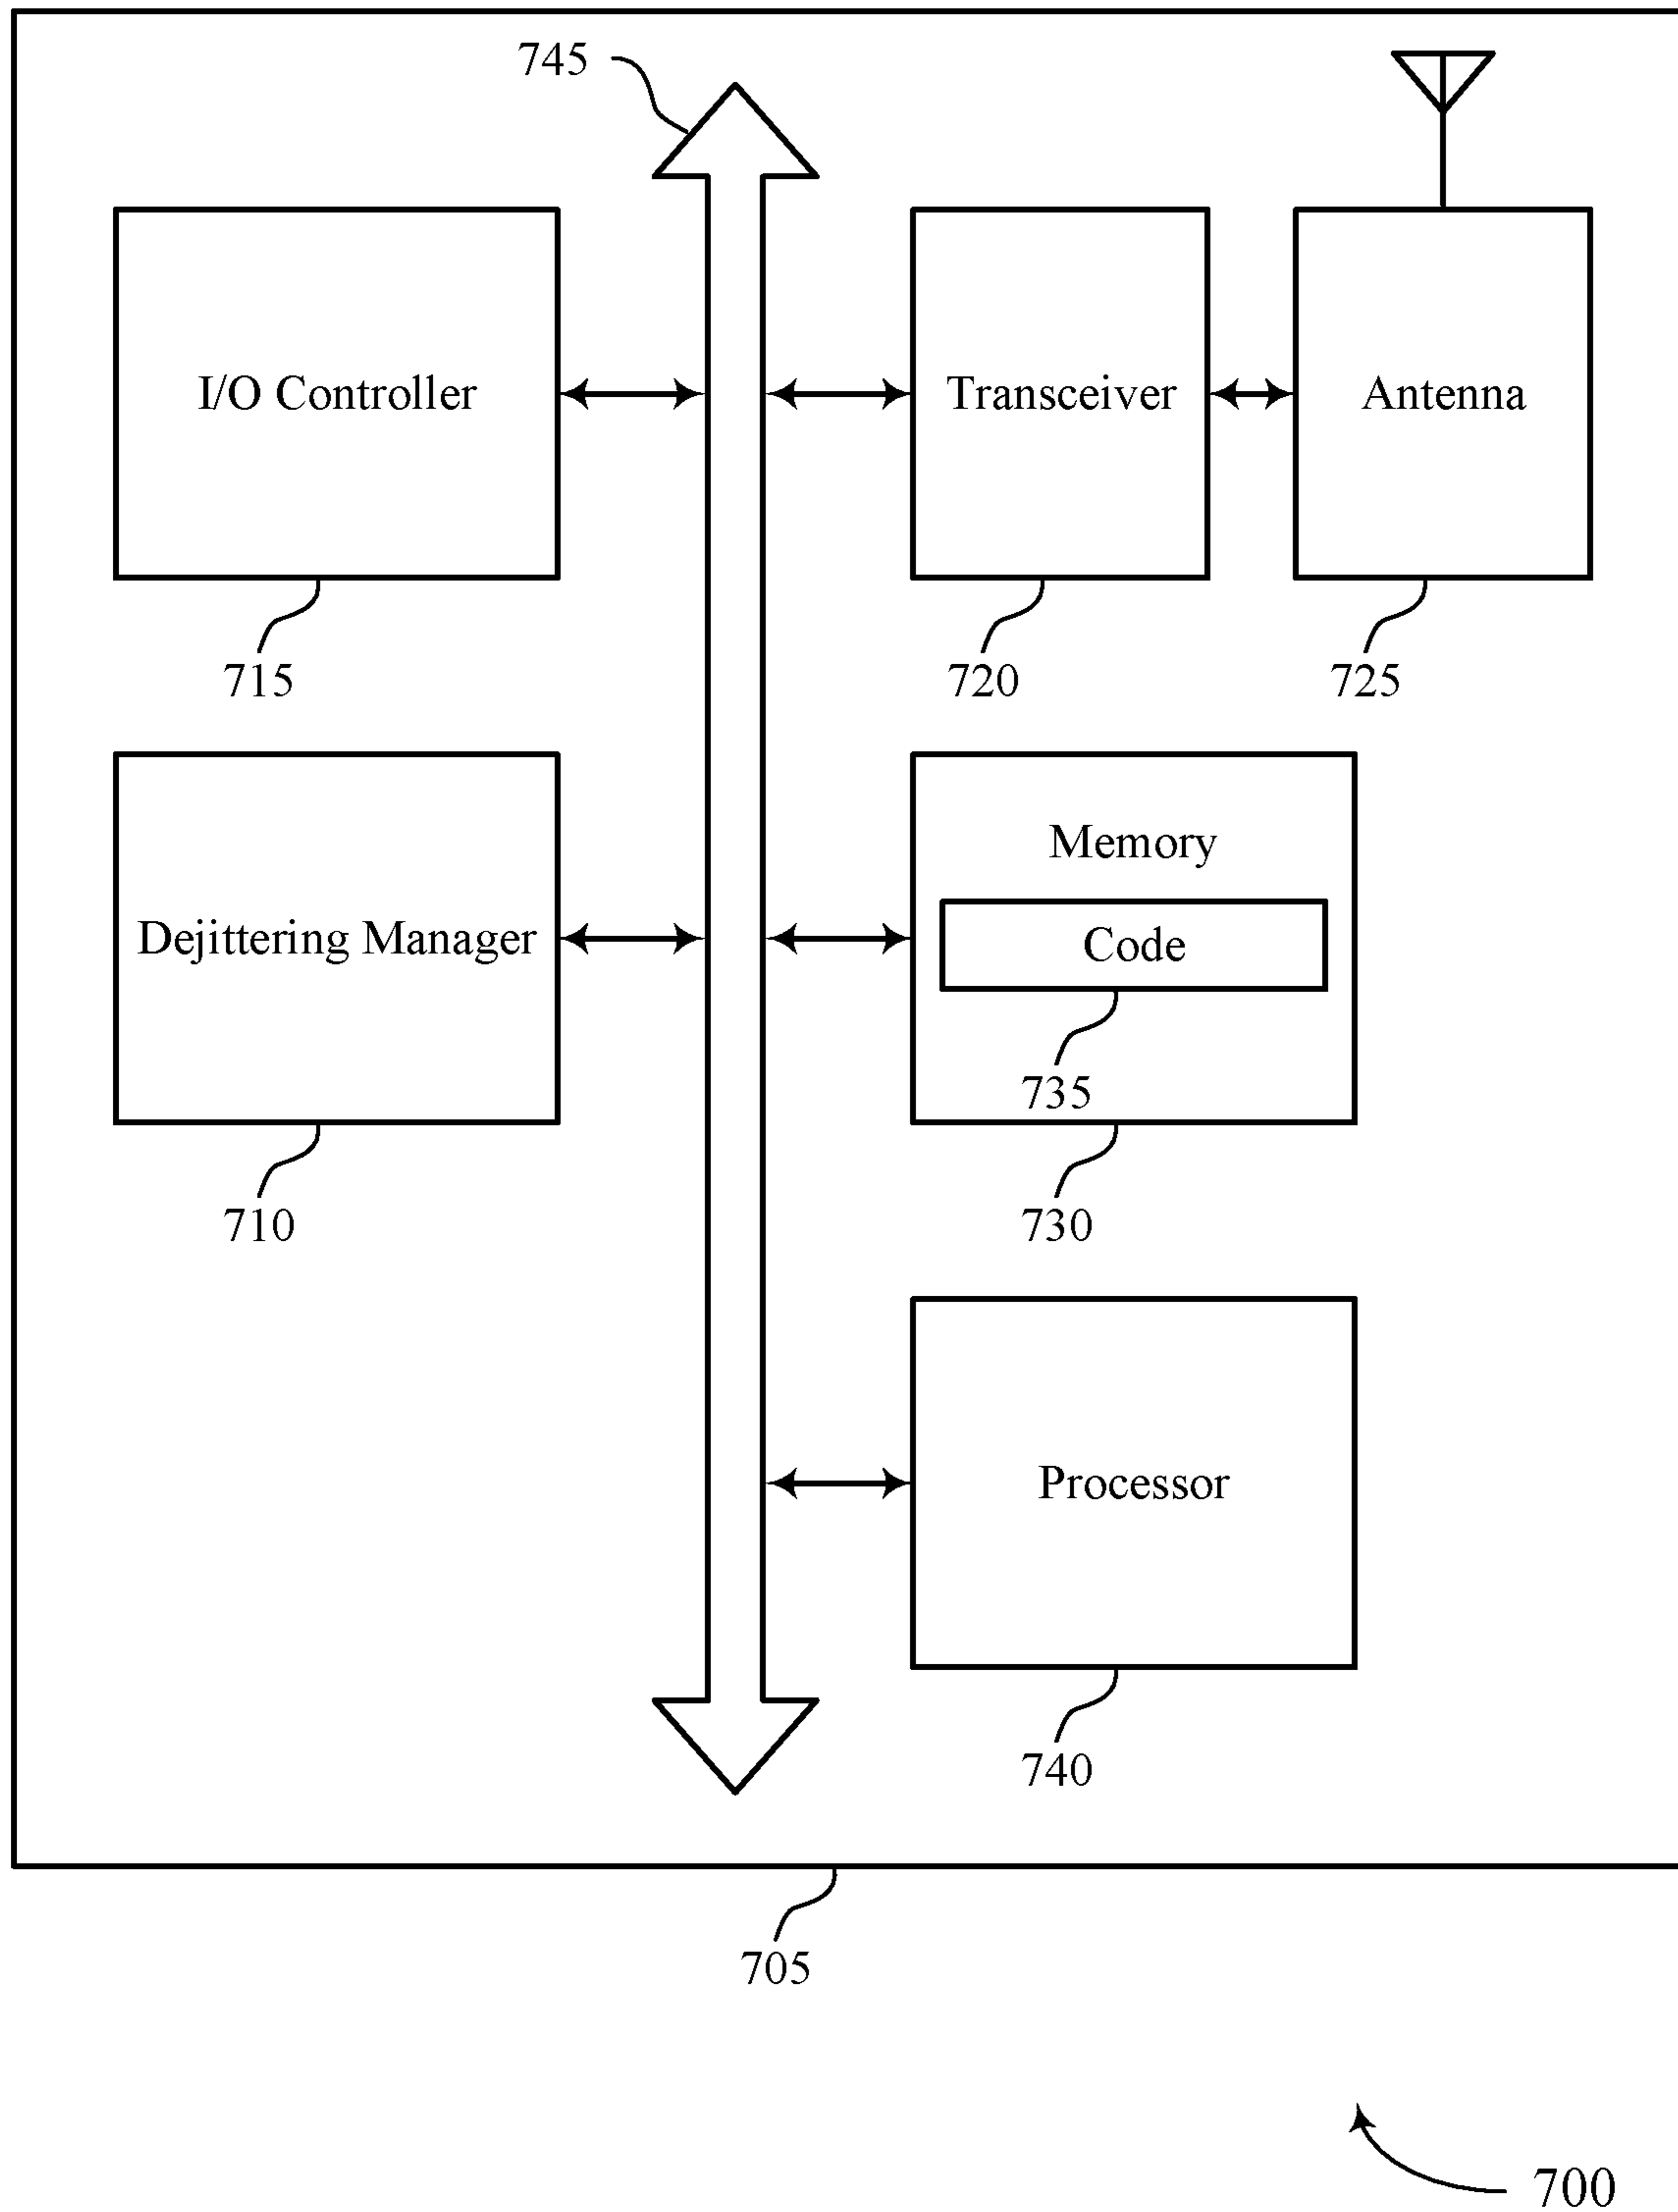 745
I/O Controller
Transceiver
Antenna
715
720
725
Dejittering Manager
Memory
Code
735
710
730
Processor
740
705
700